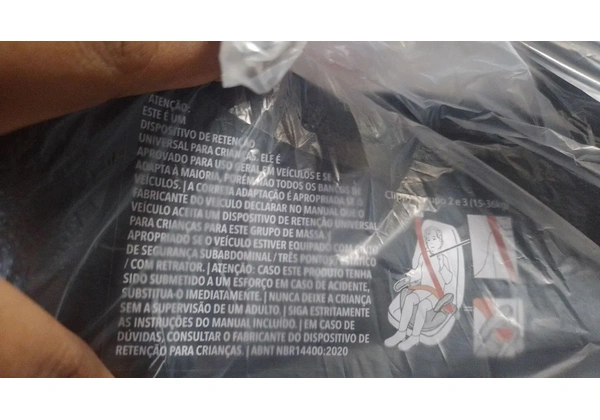 ATENÇÃO:
ESTE É UM
DISPOSITIVO DE RETENÇÃO
UNIVERSAL PARA CRIANÇAS. ELE É
APROVADO PARA USO GERAL EM VEÍCULOS E SE
ADAPTA À MAIORIA, PORÉM NÃO TODOS OS BANCOS DE
VEÍCULOS. | A CORRETA ADAPTAÇÃO É APROPRIADA SE O
FABRICANTE DO VEÍCULO DECLARAR NO MANUAL QUE O
VEÍCULO ACEITA UM DISPOSITIVO DE RETENÇÃO UNIVERSAL
PARA CRIANÇAS PARA ESTE GRUPO DE MASSA. |
APROPRIADO SE O VEÍCULO ESTIVER EQUIPADO COM CINTO
DE SEGURANÇA SUBABDOMINAL / TRÊS PONTOS
/ COM RETRATOR. | ATENÇÃO: CASO ESTE PRODUTO TENHA
SIDO SUBMETIDO A UM ESFORÇO EM CASO DE ACIDENTE,
SUBSTITUA-O IMEDIATAMENTE. | NUNCA DEIXE A CRIANÇA
SEM A SUPERVISÃO DE UM ADULTO. | SIGA ESTRITAMENTE
AS INSTRUÇÕES DO MANUAL INCLUÍDO. | EM CASO DE
DÚVIDAS, CONSULTAR O FABRICANTE DO DISPOSITIVO DE
RETENÇÃO PARA CRIANÇAS. | ABNT NBR14400:2020
2 e 3 (15-36kg)